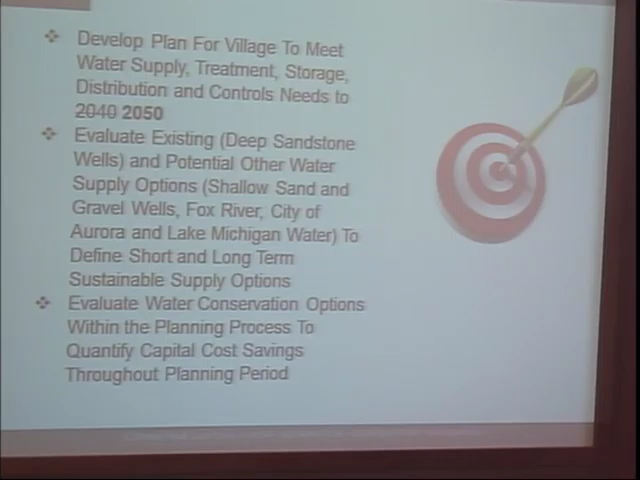 Develop Plan For Village To Meet
Water Supply, Treatment, Storage,
Distribution and Controls Needs to
2040 2050
Evaluate Existing (Deep Sandstone
Wells) and Potential Other Water
Supply Options (Shallow Sand and
Gravel Wells, Fox River, City of
Aurora and Lake Michigan Water) To
Define Short and Long Term
Sustainable Supply Options
Evaluate Water Conservation Options
Within the Planning Process To
Quantify Capital Cost Savings
Throughout Planning Period